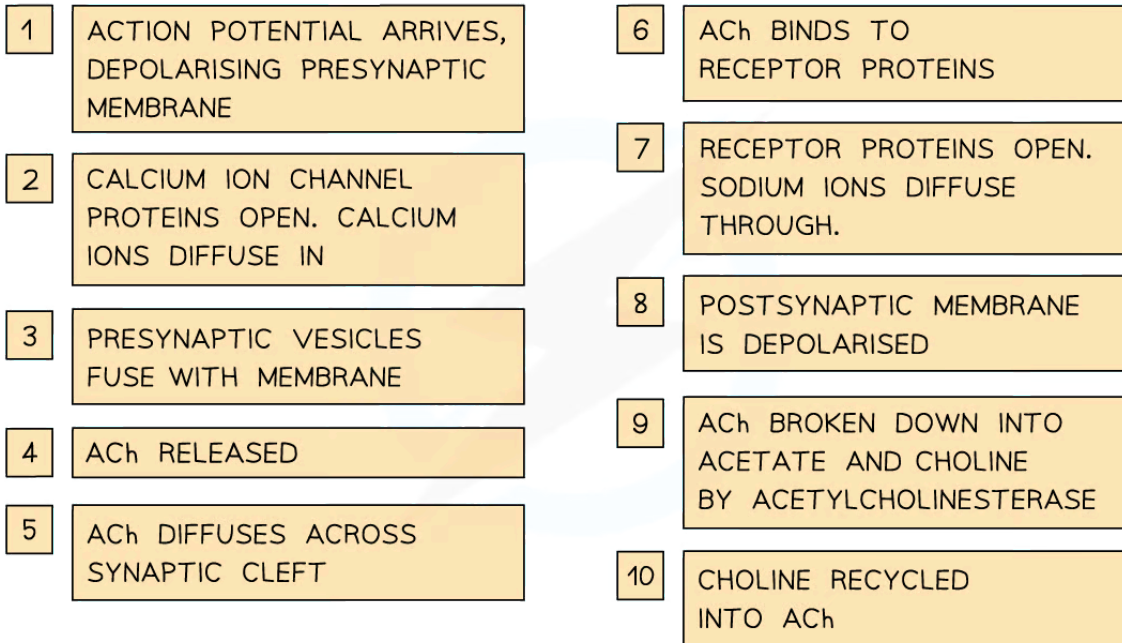 1
ACTION POTENTIAL ARRIVES,
DEPOLARISING PRESYNAPTIC
MEMBRANE
2
CALCIUM ION CHANNEL
PROTEINS OPEN. CALCIUM
IONS DIFFUSE IN
3
PRESYNAPTIC VESICLES
FUSE WITH MEMBRANE
4
ACh RELEASED
5
ACh DIFFUSES ACROSS
SYNAPTIC CLEFT
6
ACh BINDS TO
RECEPTOR PROTEINS
7
RECEPTOR PROTEINS OPEN.
SODIUM IONS DIFFUSE
THROUGH.
8
POSTSYNAPTIC MEMBRANE
IS DEPOLARISED
9
ACh BROKEN DOWN INTO
ACETATE AND CHOLINE
BY ACETYLCHOLINESTERASE
10
CHOLINE RECYCLED
INTO ACh